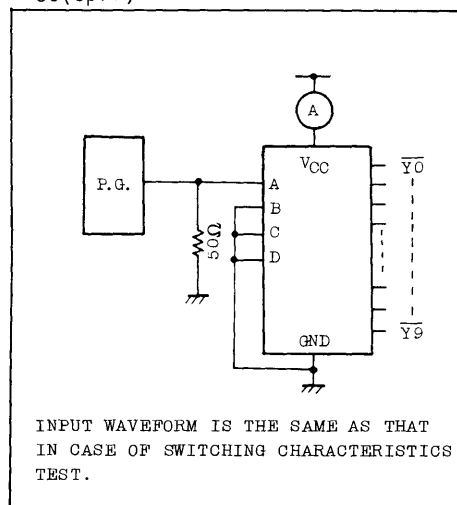 A
VCC
Y0
P.G.
A
B
C
D
50Ω
GND
Y9
INPUT WAVEFORM IS THE SAME AS THAT
IN CASE OF SWITCHING CHARACTERISTICS
TEST.